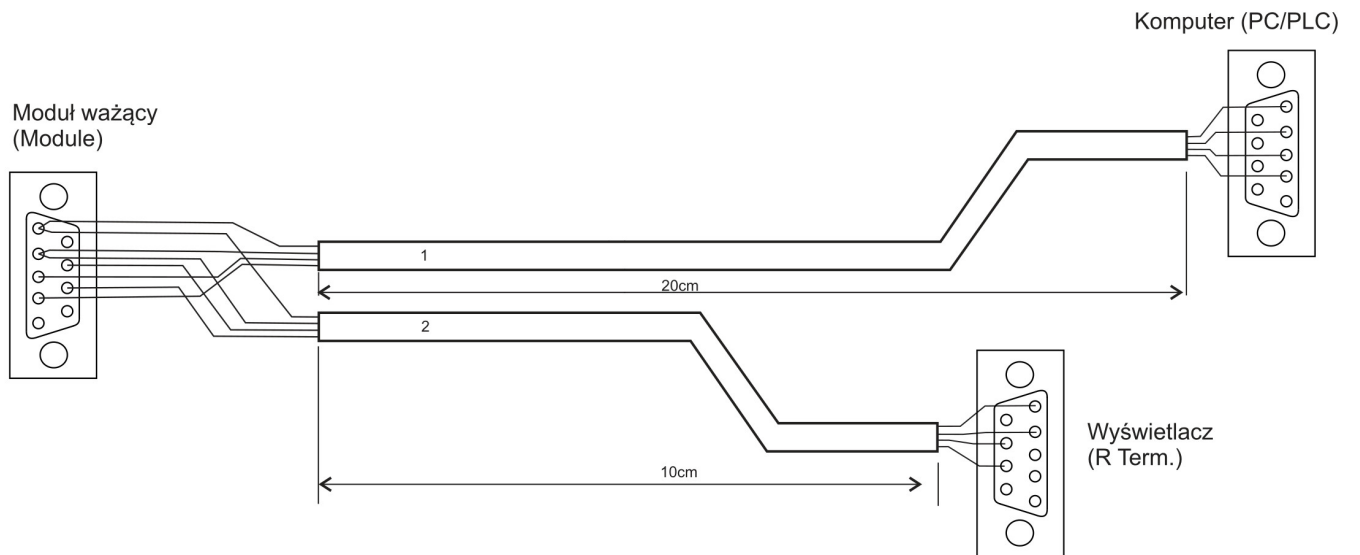 Komputer (PC/PLC)
Moduł ważący
(Module)
1
20cm
2
10cm
Wyświetlacz
(R Term.)